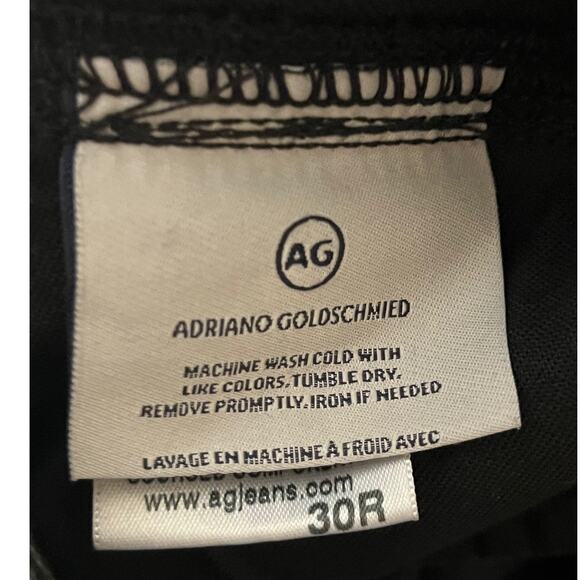 AG
ADRIANO GOLDSCHMIED
MACHINE WASH COLD WITH
LIKE COLORS.TUMBLE DRY.
REMOVE PROMPTLY.IRON IF NEEDED
LAVAGE EN MACHINE À FROID AVEC
www.agjeans.com
30R